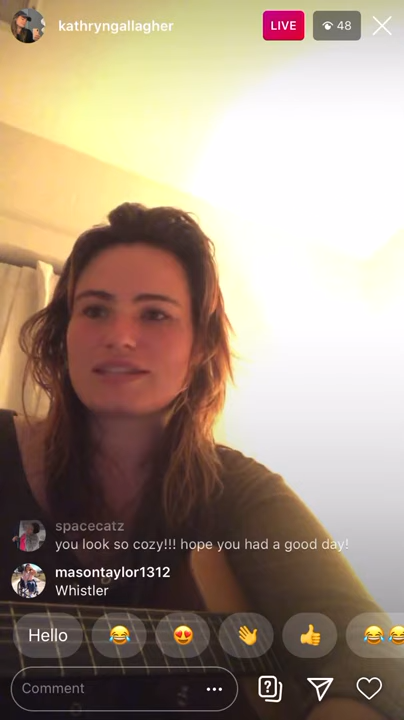 kathryngallagher
LIVE
48
spacecatz
you look so cozy!!! hope you had a good day!
masontaylor1312
Whistler
Hello
Comment